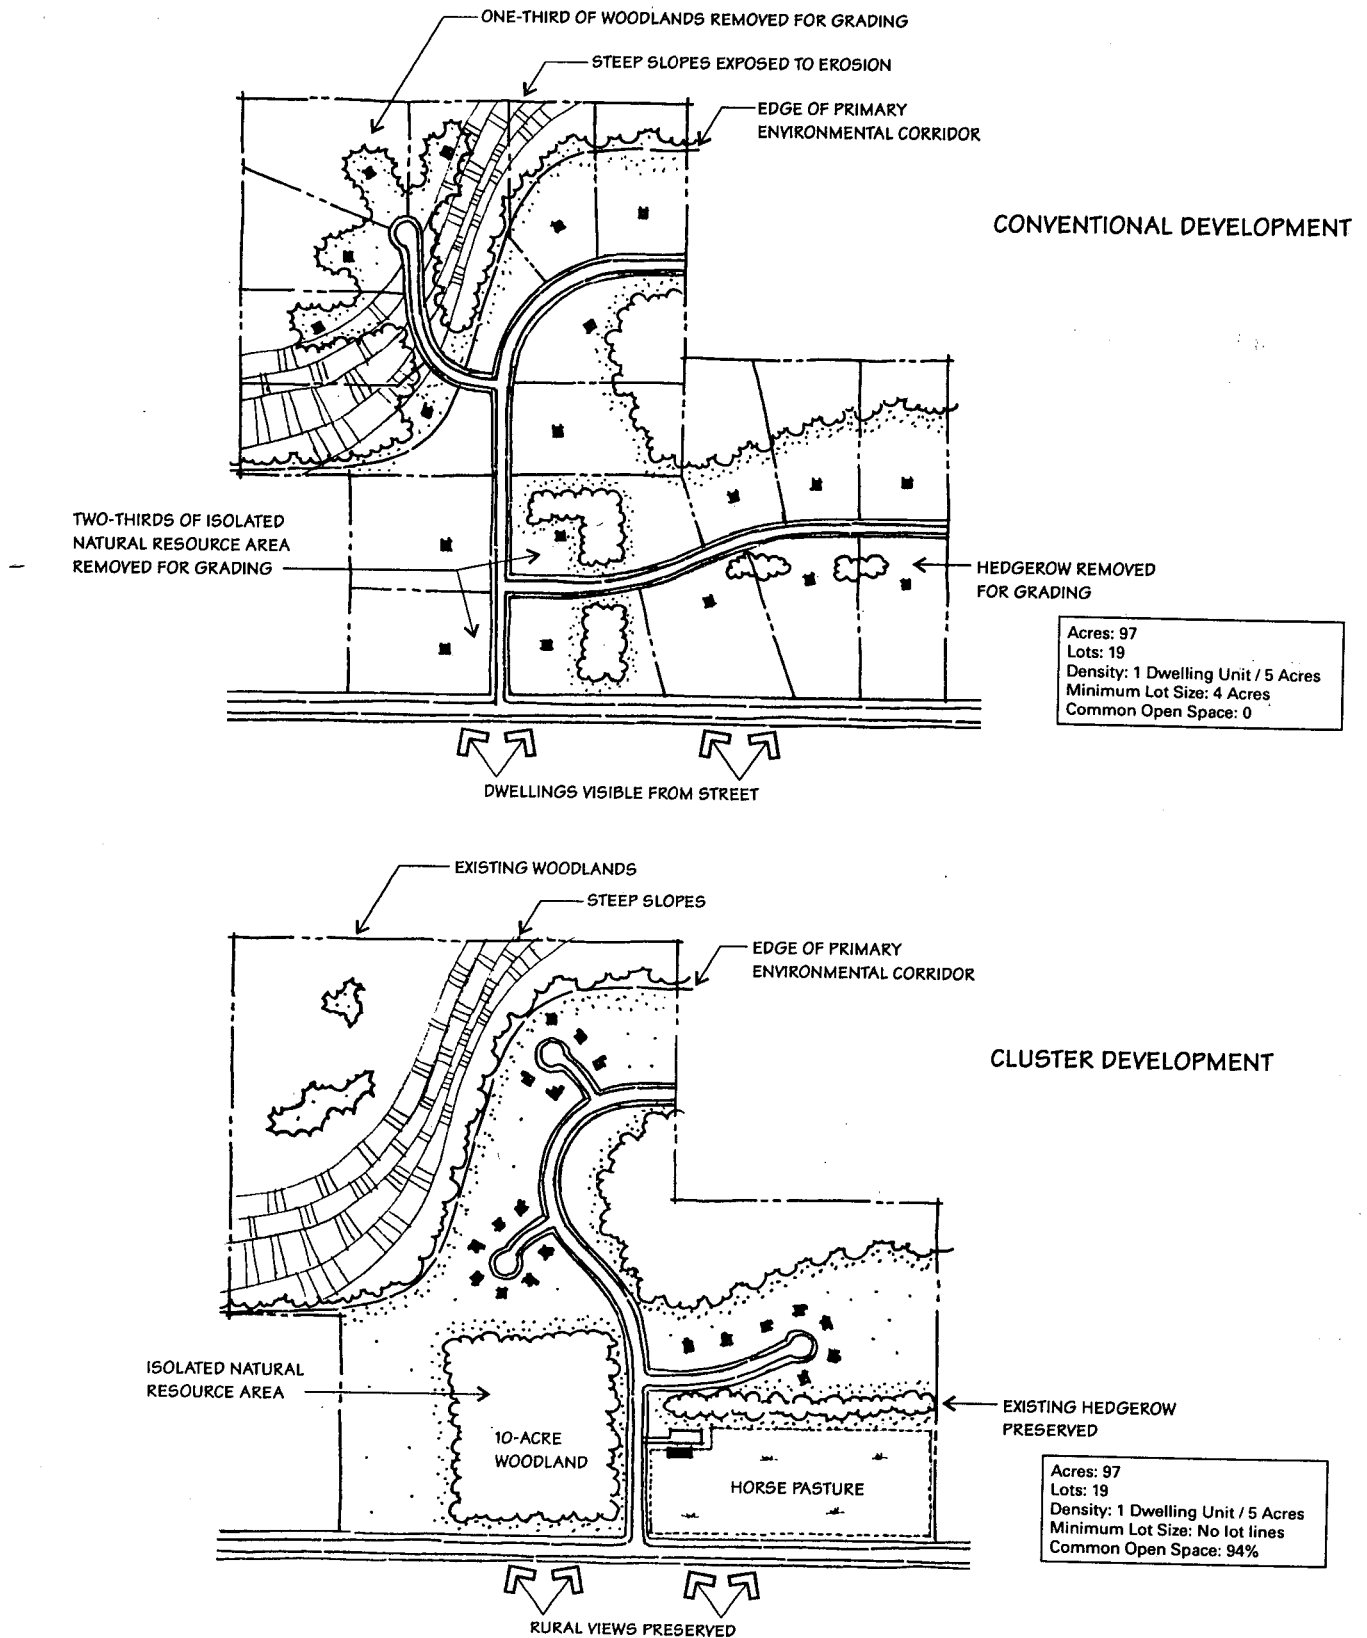 ONE-THIRD OF WOODLANDS REMOVED FOR GRADING
STEEP SLOPES EXPOSED TO EROSION
EDGE OF PRIMARY
ENVIRONMENTAL CORRIDOR
CONVENTIONAL DEVELOPMENT
TWO-THIRDS OF ISOLATED
NATURAL RESOURCE AREA
REMOVED FOR GRADING
HEDGEROW REMOVED
FOR GRADING
Acres: 97
Lots: 19
Density: 1 Dwelling Unit / 5 Acres
Minimum Lot Size: 4 Acres
Common Open Space: 0
DWELLINGS VISIBLE FROM STREET
EXISTING WOODLANDS
STEEP SLOPES
EDGE OF PRIMARY
ENVIRONMENTAL CORRIDOR
CLUSTER DEVELOPMENT
ISOLATED NATURAL
RESOURCE AREA
10-ACRE
WOODLAND
HORSE PASTURE
EXISTING HEDGEROW
PRESERVED
Acres: 97
Lots: 19
Density: 1 Dwelling Unit / 5 Acres
Minimum Lot Size: No lot lines
Common Open Space: 94%
RURAL VIEWS PRESERVED